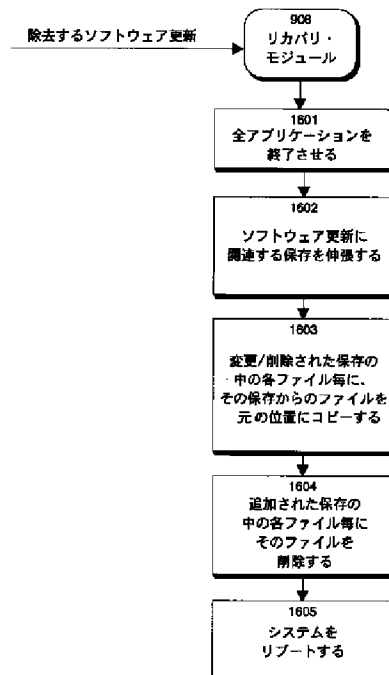 908
除去するソフトウェア更新
リカバリ・
モジュール
1601
全アプリケーションを
終了させる
1602
ソフトウェア更新に
関連する保存を伸張する
1603
変更/削除された保存の
中の各ファイル毎に、
その保存からのファイルを
元の位置にコピーする
1604
追加された保存の
中の各ファイル毎に
そのファイルを
削除する
1605
システムを
リブートする